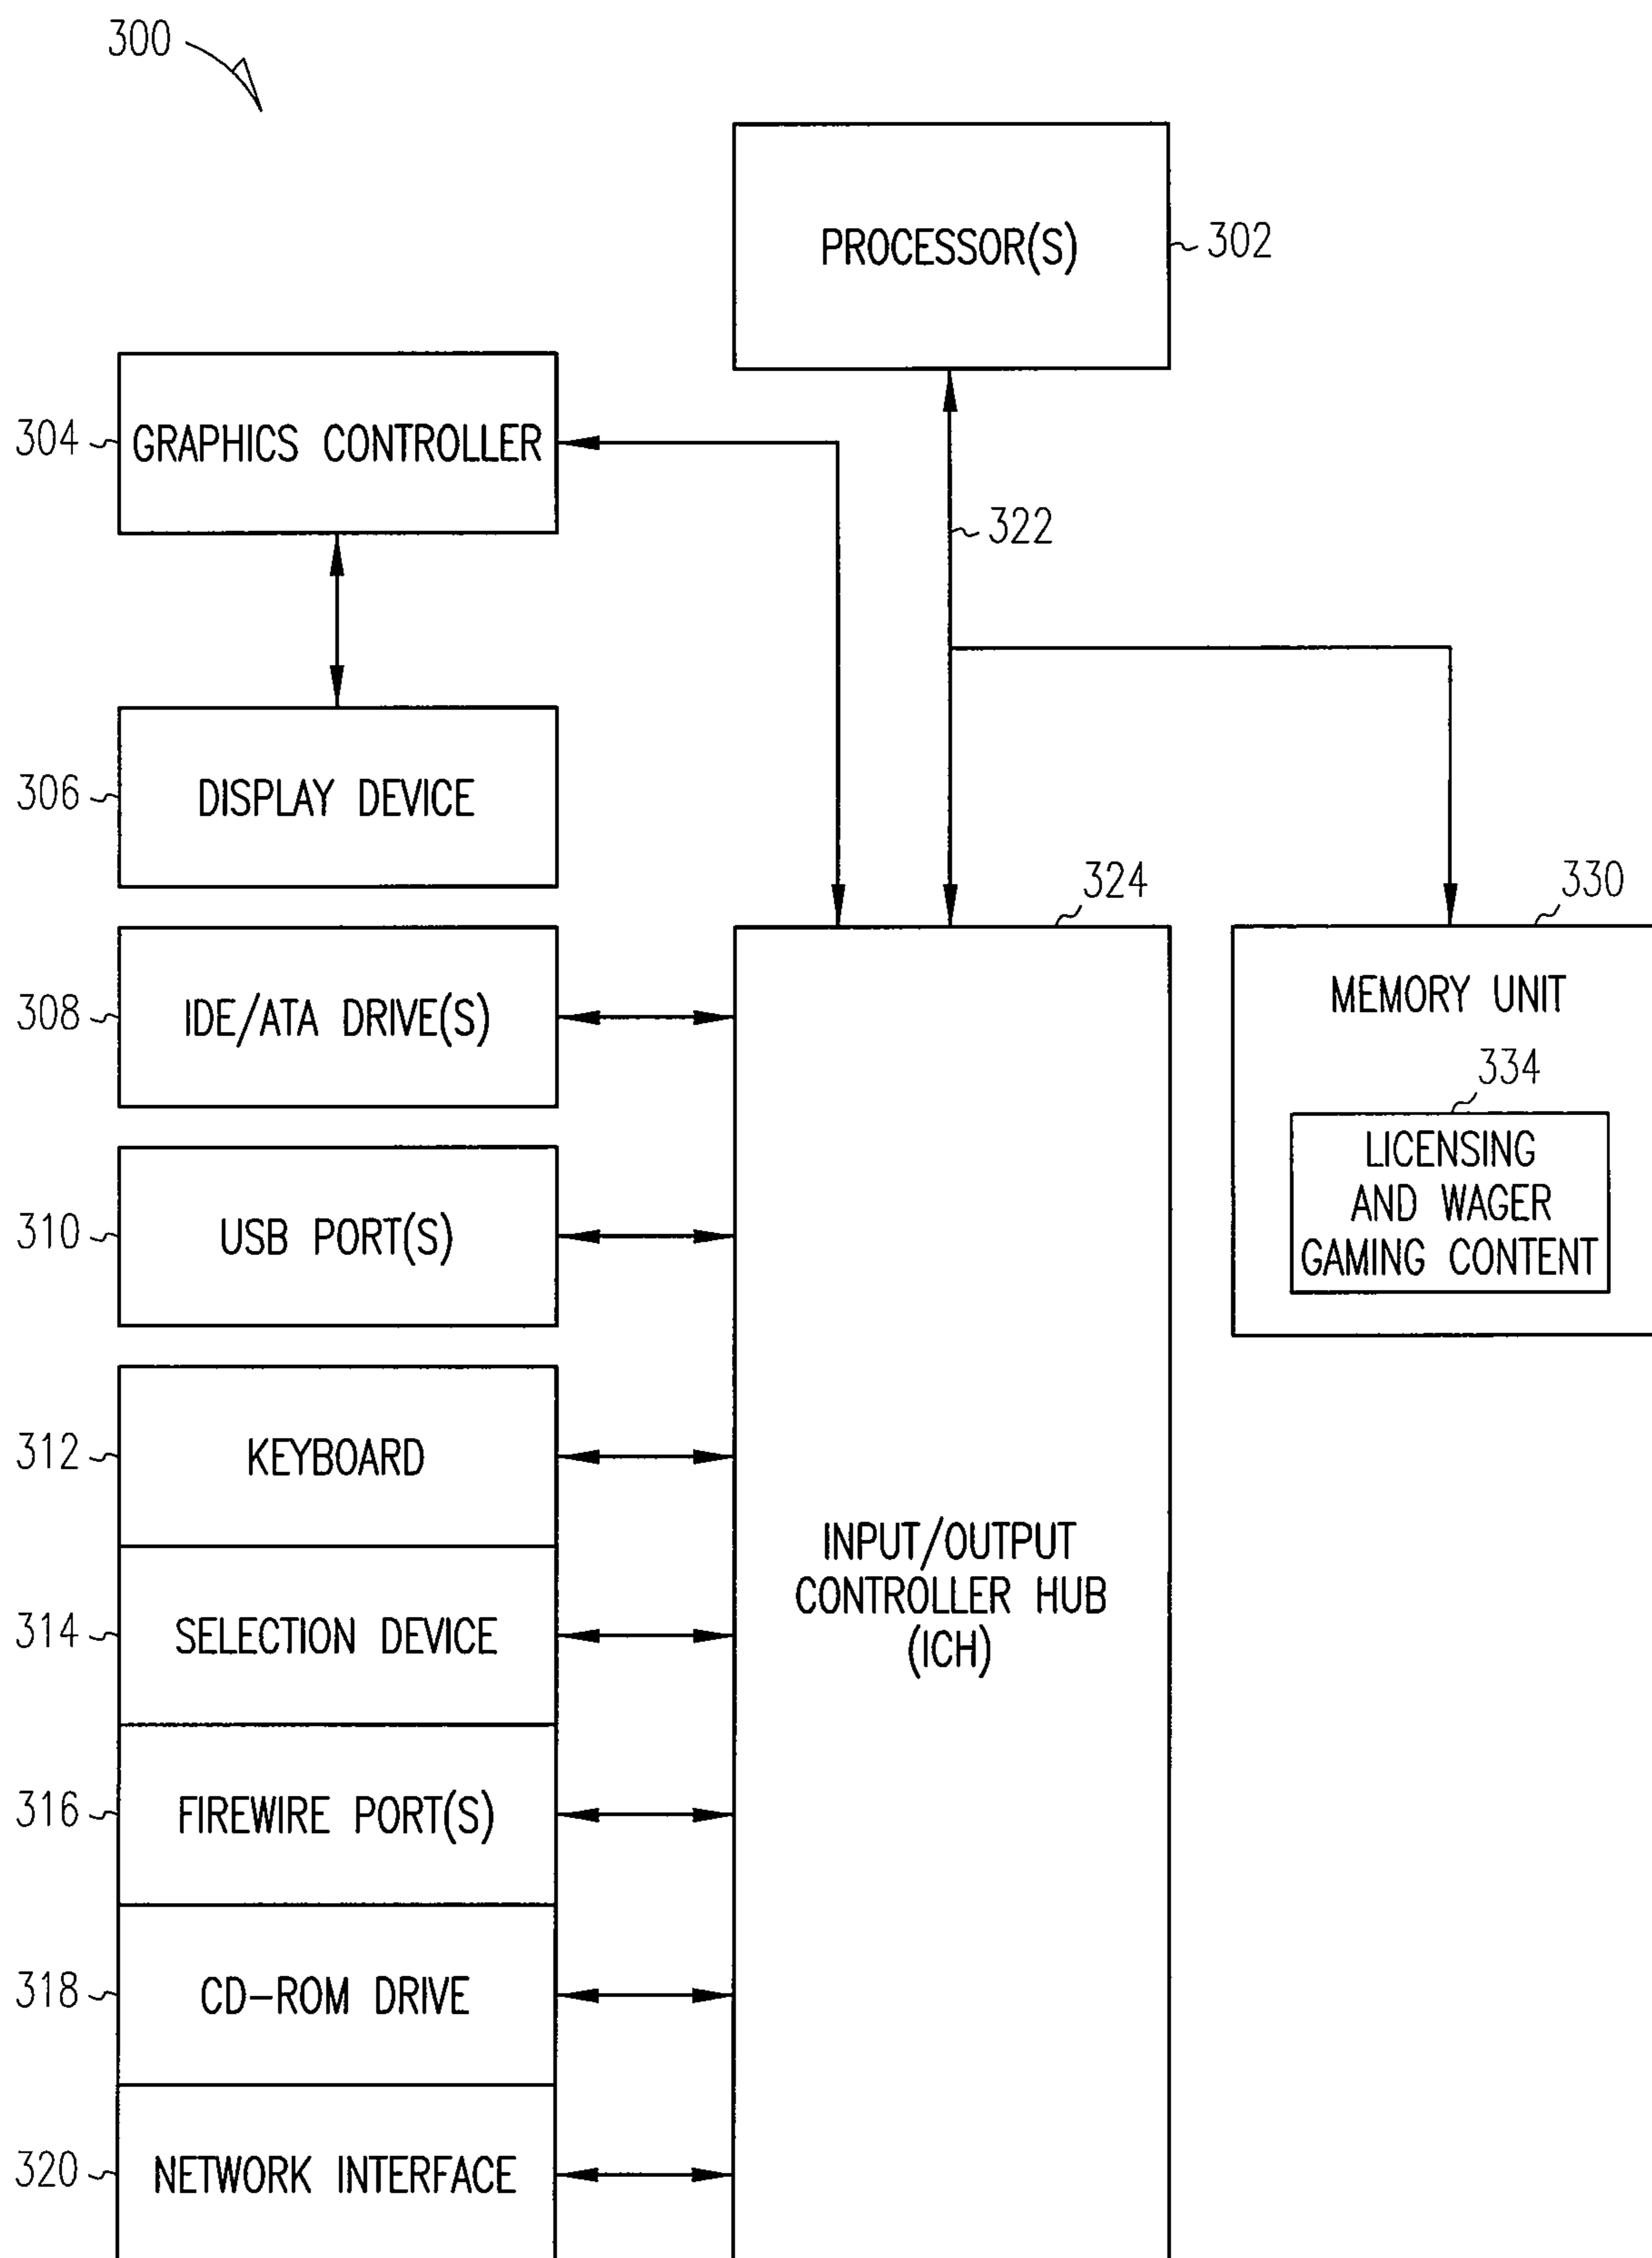 300
PROCESSOR(S)
302
304
GRAPHICS CONTROLLER
322
306
DISPLAY DEVICE
324
330
308
IDE/ATA DRIVE(S)
MEMORY UNIT
334
LICENSING
AND WAGER
GAMING CONTENT
310
USB PORT(S)
312
KEYBOARD
INPUT/OUTPUT
CONTROLLER HUB
(ICH)
314
SELECTION DEVICE
316
FIREWIRE PORT(S)
318
CD-ROM DRIVE
320
NETWORK INTERFACE